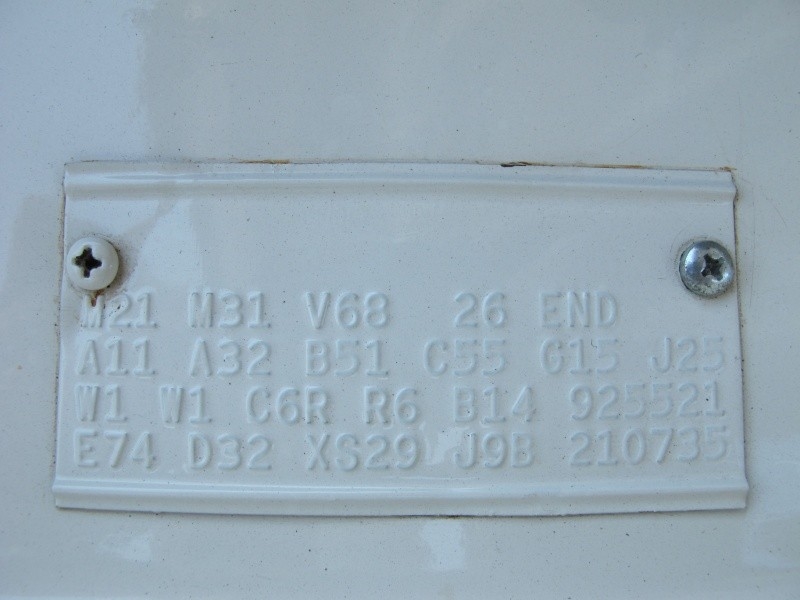 M21 M31 V68 26 END
A11 A32 B51 C55 G15 J25
W1 W1 C6R R6 B14 925521
E74 D32 XS29 J9B 210735